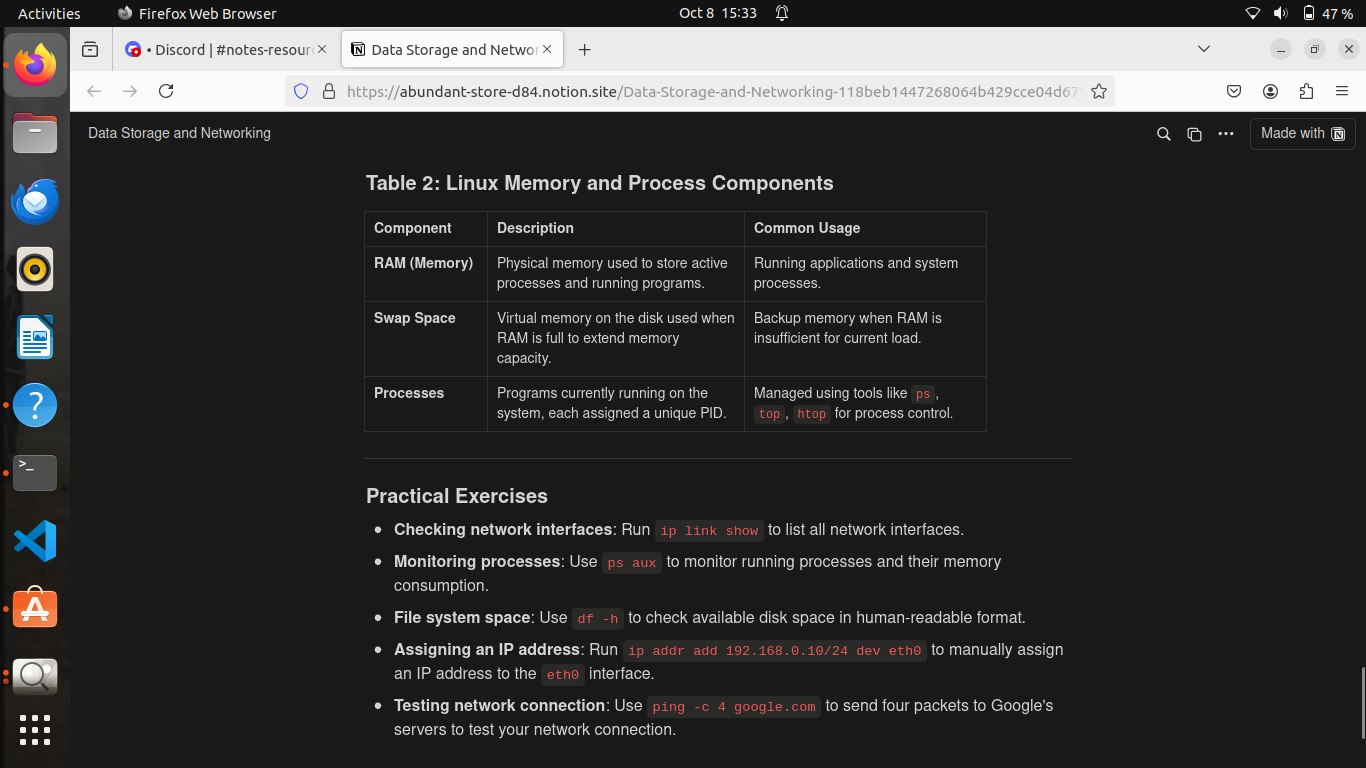 Activities
Firefox Web Browser
Oct 8 15:33
47 %
• Discord | #notes-resour
Data Storage and Networ
https://abundant-store-d84.notion.site/Data-Storage-and-Networking-118beb1447268064b429cce04d67
Data Storage and Networking
Made with
Table 2: Linux Memory and Process Components
Component Description Common Usage
RAM (Memory) Physical memory used to store active processes and running programs. Running applications and system processes.
Swap Space Virtual memory on the disk used when RAM is full to extend memory capacity. Backup memory when RAM is insufficient for current load.
Processes Programs currently running on the system, each assigned a unique PID. Managed using tools like ps, top, htop for process control.
Practical Exercises
• Checking network interfaces: Run ip link show to list all network interfaces.
• Monitoring processes: Use ps aux to monitor running processes and their memory
consumption.
• File system space: Use df -h to check available disk space in human-readable format.
• Assigning an IP address: Run ip addr add 192.168.0.10/24 dev eth0 to manually assign
an IP address to the eth0 interface.
• Testing network connection: Use ping -c 4 google.com to send four packets to Google's
servers to test your network connection.